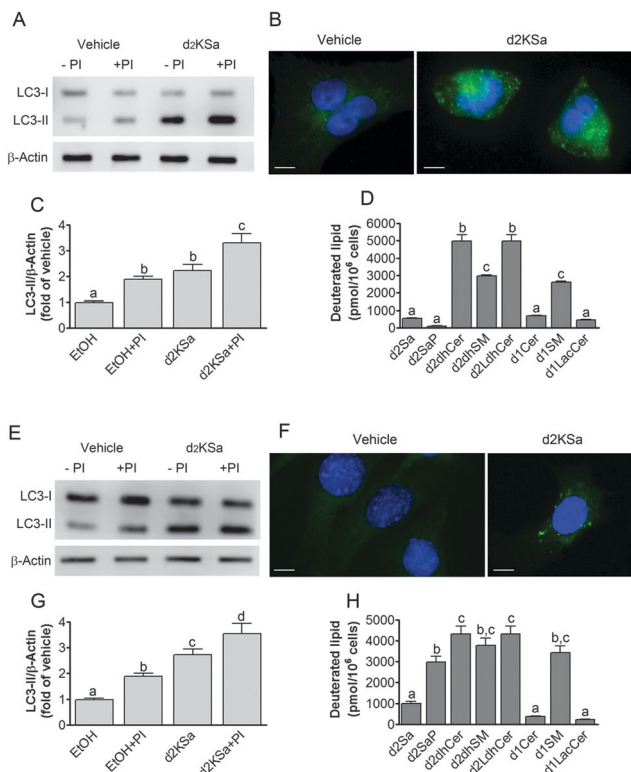 A
Vehicle d2KSa
- PI +PI - PI +PI
LC3-I
LC3-II
β-Actin
B
Vehicle d2KSa
C
LC3-II/β-Actin
(fold of vehicle)
4
3
2
1
0
a b b c
EtOH EtOH+PI d2KSa d2KSa+PI
D
Deuterated lipid
(pmol/10⁶ cells)
6000
5000
4000
3000
2000
1000
0
a a b c b a c a
d2Sa d2SaP d2dhCer d2dhSM d2LdhCer d1Cer d1SM d1LacCer
E
Vehicle d2KSa
- PI +PI - PI +PI
LC3-I
LC3-II
β-Actin
F
Vehicle d2KSa
G
LC3-II/β-Actin
(fold of vehicle)
4
3
2
1
0
a b c d
EtOH EtOH+PI d2KSa d2KSa+PI
H
Deuterated lipid
(pmol/10⁶ cells)
5000
4000
3000
2000
1000
0
a b c b,c c a b,c a
d2Sa d2SaP d2dhCer d2dhSM d2LdhCer d1Cer d1SM d1LacCer